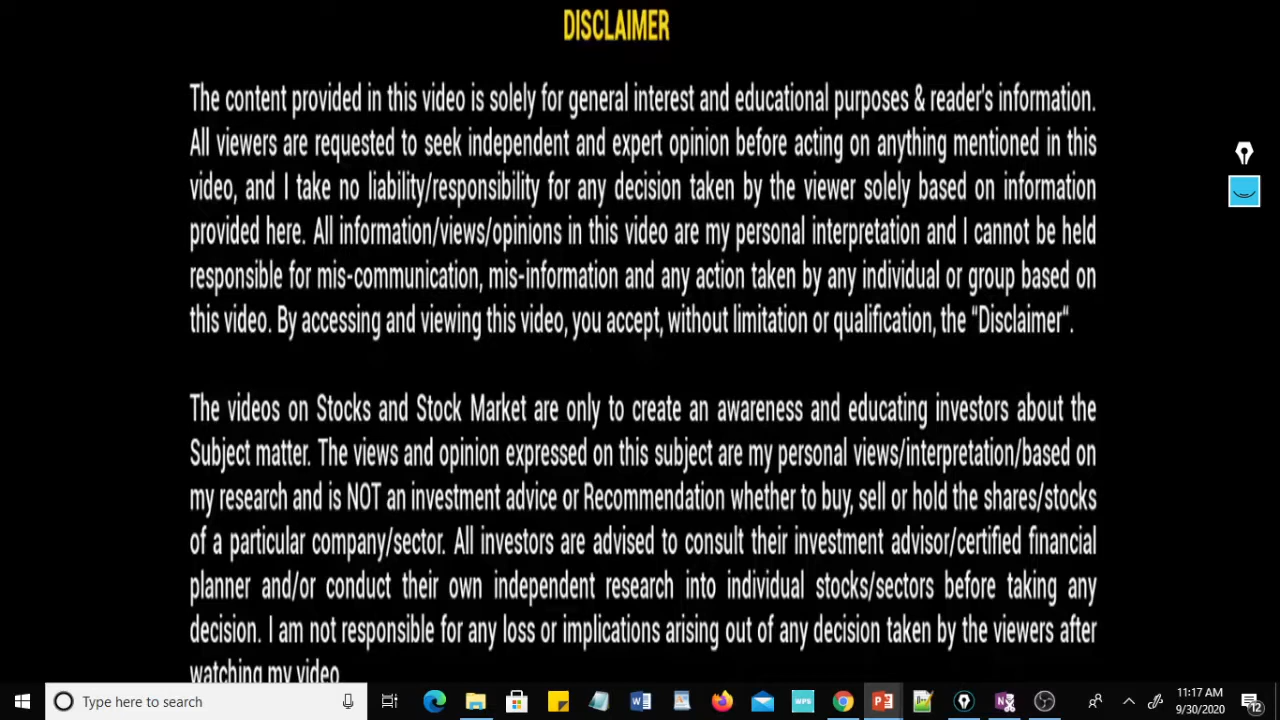 DISCLAIMER
The content provided in this video is solely for general interest and educational purposes & reader's information.
All viewers are requested to seek independent and expert opinion before acting on anything mentioned in this
video, and I take no liability/responsibility for any decision taken by the viewer solely based on information
provided here. All information/views/opinions in this video are my personal interpretation and I cannot be held
responsible for mis-communication, mis-information and any action taken by any individual or group based on
this video. By accessing and viewing this video, you accept, without limitation or qualification, the "Disclaimer".
The videos on Stocks and Stock Market are only to create an awareness and educating investors about the
Subject matter. The views and opinion expressed on this subject are my personal views/interpretation/based on
my research and is NOT an investment advice or Recommendation whether to buy, sell or hold the shares/stocks
of a particular company/sector. All investors are advised to consult their investment advisor/certified financial
planner and/or conduct their own independent research into individual stocks/sectors before taking any
decision. I am not responsible for any loss or implications arising out of any decision taken by the viewers after
watching my video
Type here to search
11:17 AM
9/30/2020
12